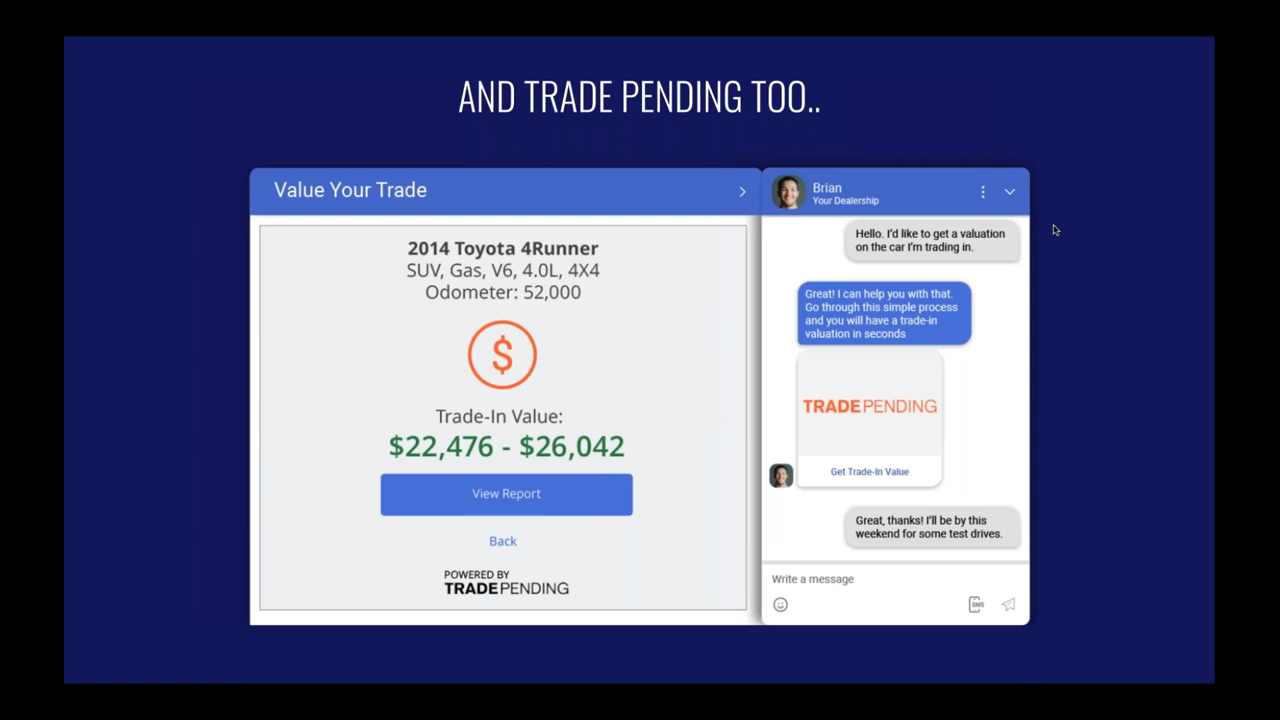 AND TRADE PENDING TOO..
Value Your Trade
2014 Toyota 4Runner
SUV, Gas, V6, 4.0L, 4X4
Odometer: 52,000
$
Trade-In Value:
$22,476 - $26,042
View Report
Back
POWERED BY
TRADEPENDING
Brian
Your Dealership
Hello. I'd like to get a valuation
on the car I'm trading in.
Great! I can help you with that.
Go through this simple process
and you will have a trade-in
valuation in seconds
TRADEPENDING
Get Trade-In Value
Great, thanks! I'll be by this
weekend for some test drives.
Write a message
SMS